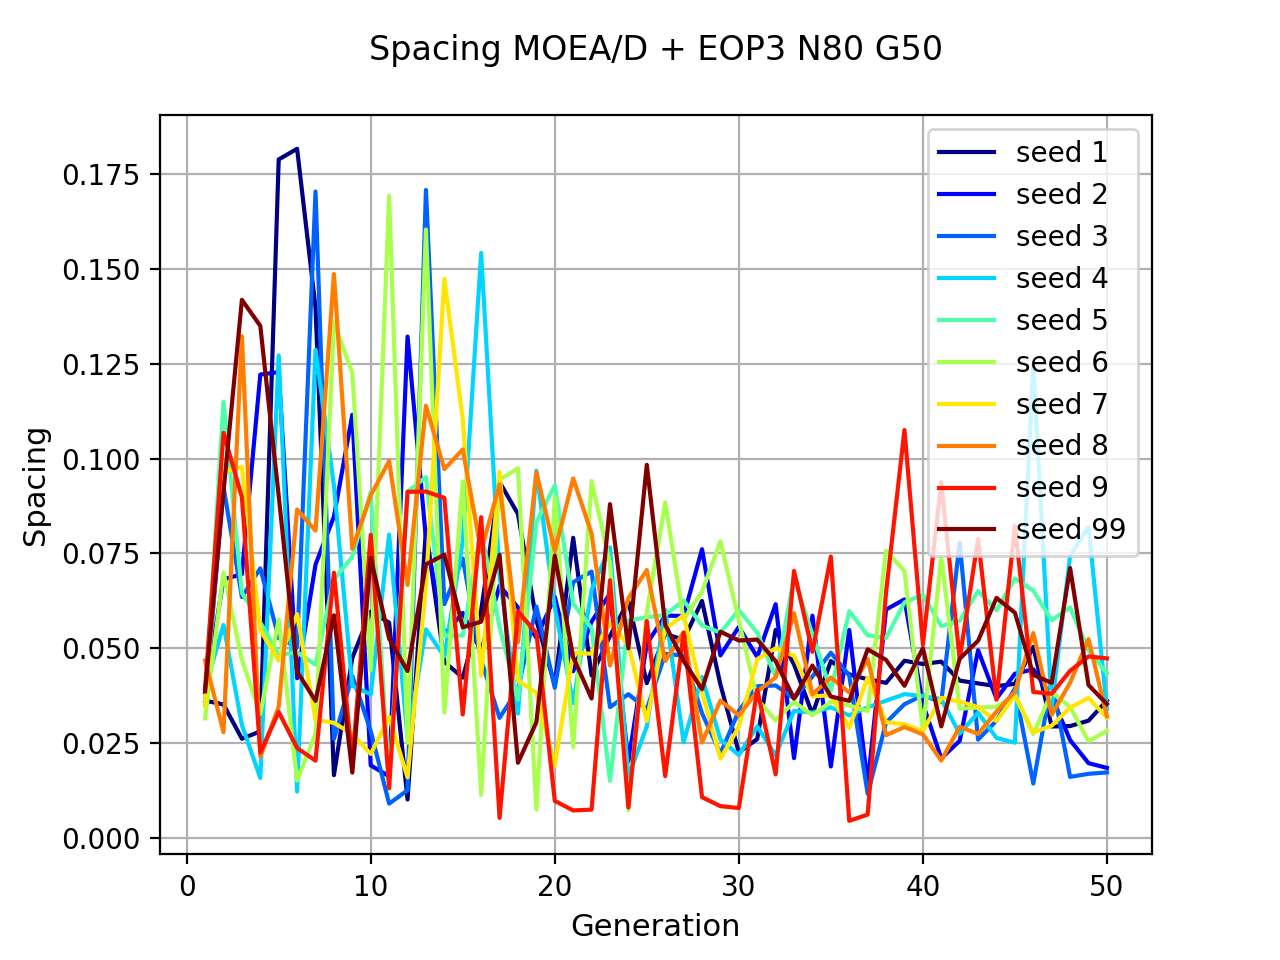 Spacing MOEA/D + EOP3 N80 G50
seed 1
seed 2
seed 3
seed 4
seed 5
seed 6
seed 7
seed 8
seed 9
seed 99
0.175
0.150
0.125
0.100
0.075
0.050
0.025
0.000
Spacing
0 10 20 30 40 50
Generation